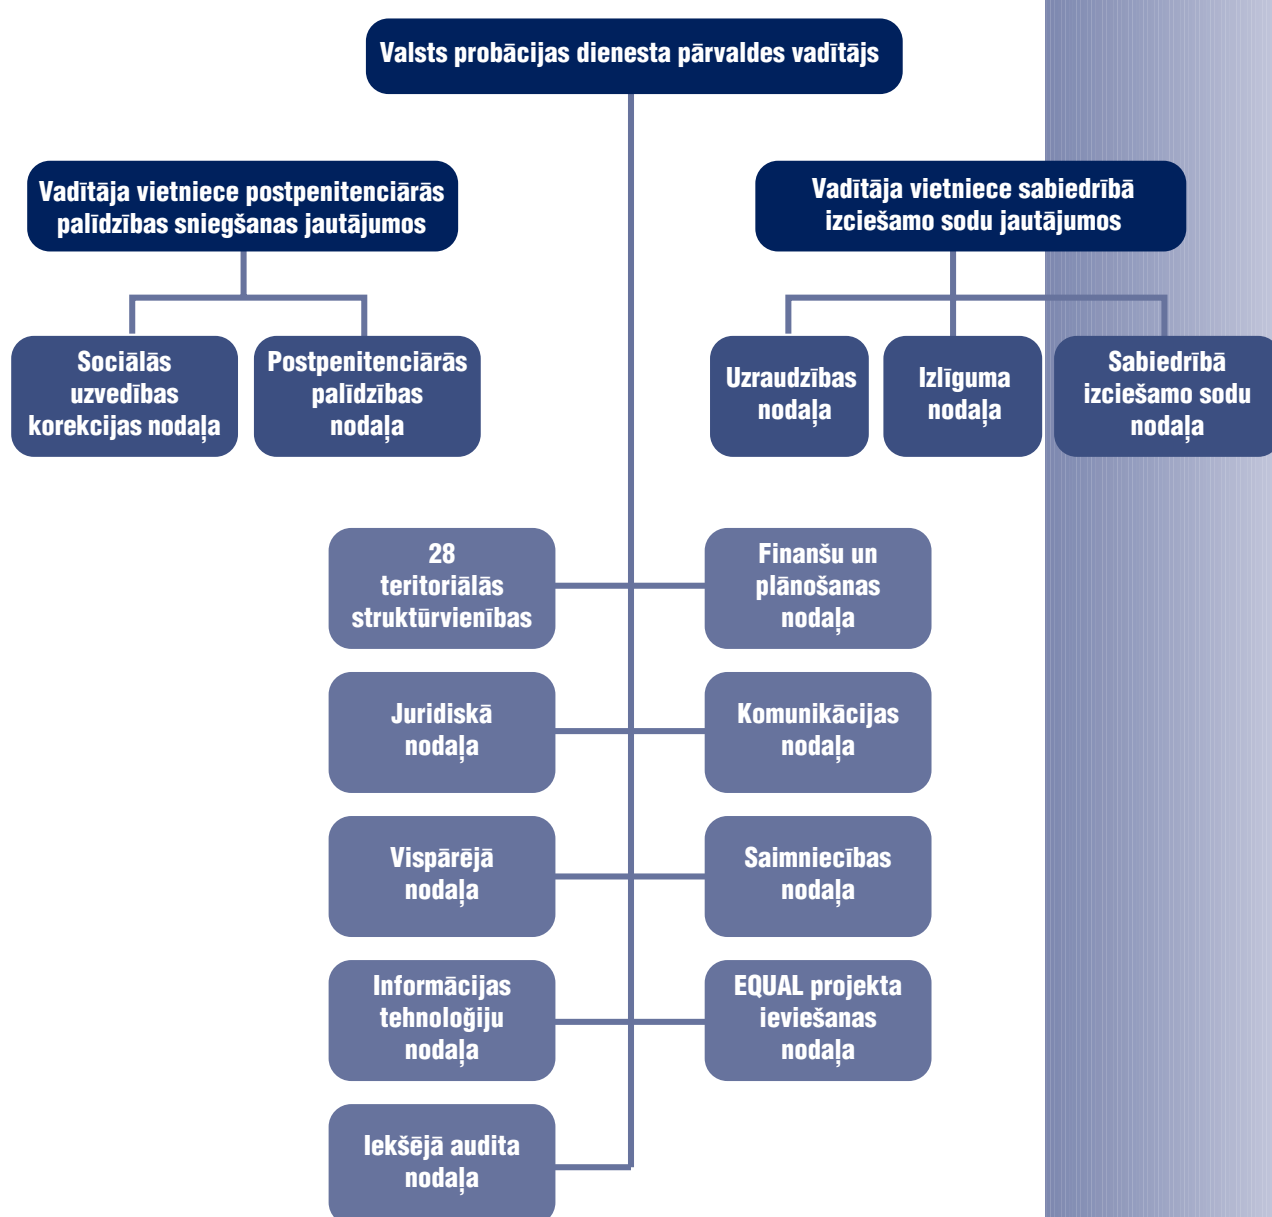 Valsts probācijas dienesta pārvaldes vadītājs
Vadītāja vietniece postpenitenciārās
palīdzības sniegšanas jautājumos
Vadītāja vietniece sabiedrībā
izciešamo sodu jautājumos
Sociālās
uzvedības
korekcijas nodaļa
Postpenitenciārās
palīdzības
nodaļa
Uzraudzības
nodaļa
Izlīguma
nodaļa
Sabiedrībā
izciešamo sodu
nodaļa
28
teritoriālās
struktūrvienības
Finanšu un
plānošanas
nodaļa
Juridiskā
nodaļa
Komunikācijas
nodaļa
Vispārējā
nodaļa
Saimniecības
nodaļa
Informācijas
tehnoloğiju
nodaļa
EQUAL projekta
ieviešanas
nodaļa
Iekšējā audita
nodaļa